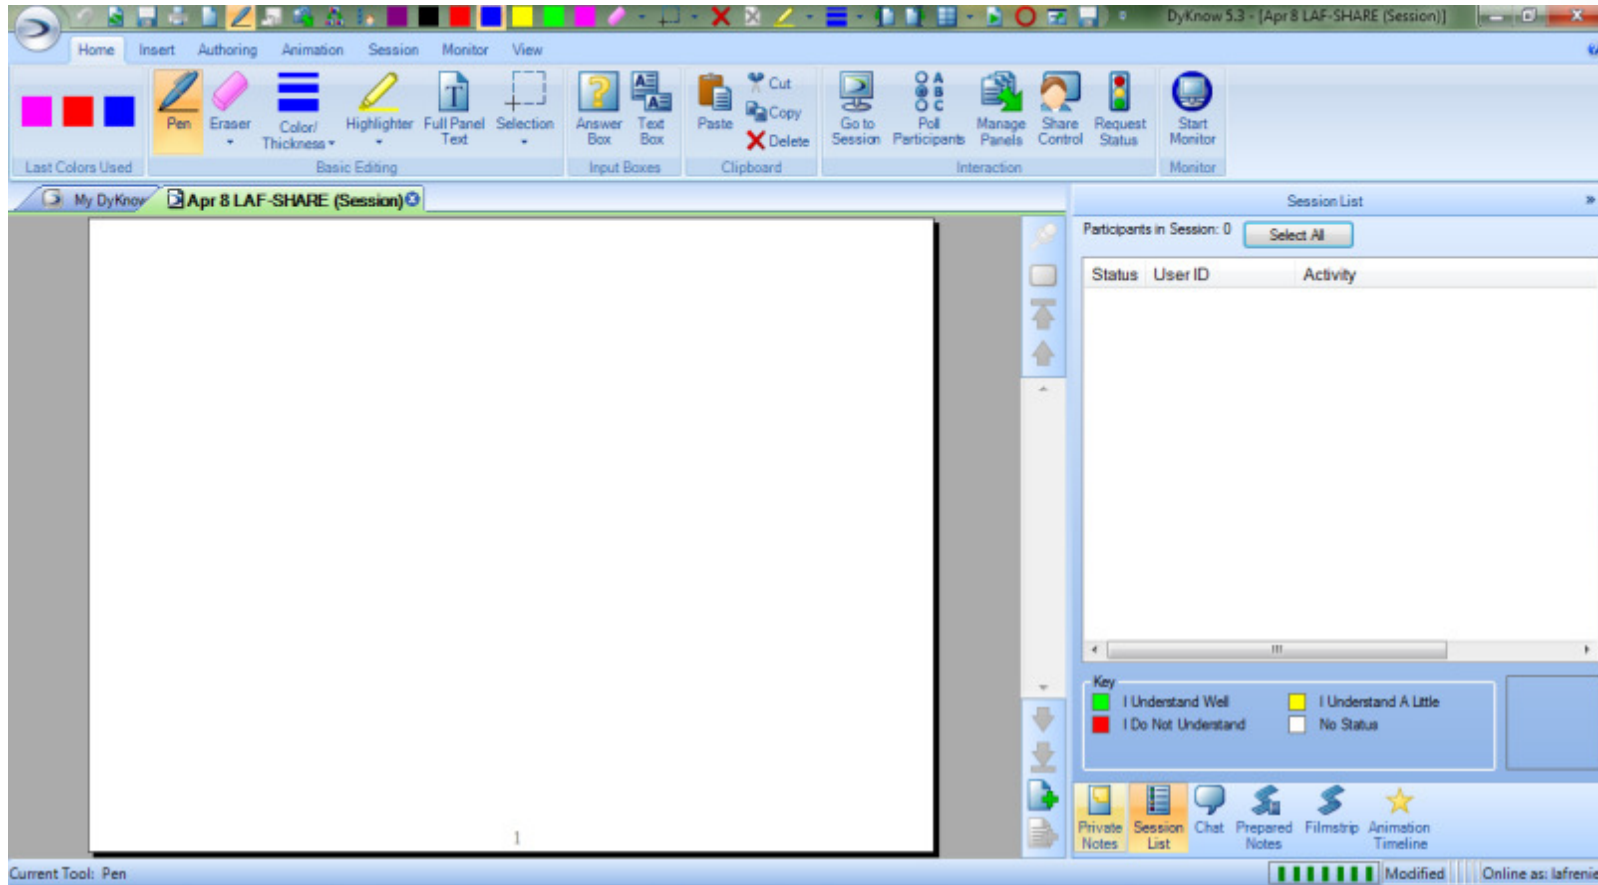 DyKnow 5.3 - [Apr 8 LAF-SHARE (Session)]
Home Insert Authoring Animation Session Monitor View
Pen Eraser Color/ Thickness Highlighter Full Panel Text Selection Answer Box Text Box Paste Cut Copy Delete Go to Session Poll Participants Manage Panels Share Control Request Status Start Monitor
Last Colors Used Basic Editing Input Boxes Clipboard Interaction Monitor
My DyKnow Apr 8 LAF-SHARE (Session)
Session List
Participants in Session: 0 Select All
Status User ID Activity
Key
I Understand Well I Understand A Little
I Do Not Understand No Status
Private Notes Session List Chat Prepared Notes Filmstrip Animation Timeline
1
Current Tool: Pen Modified Online as: lafrenie